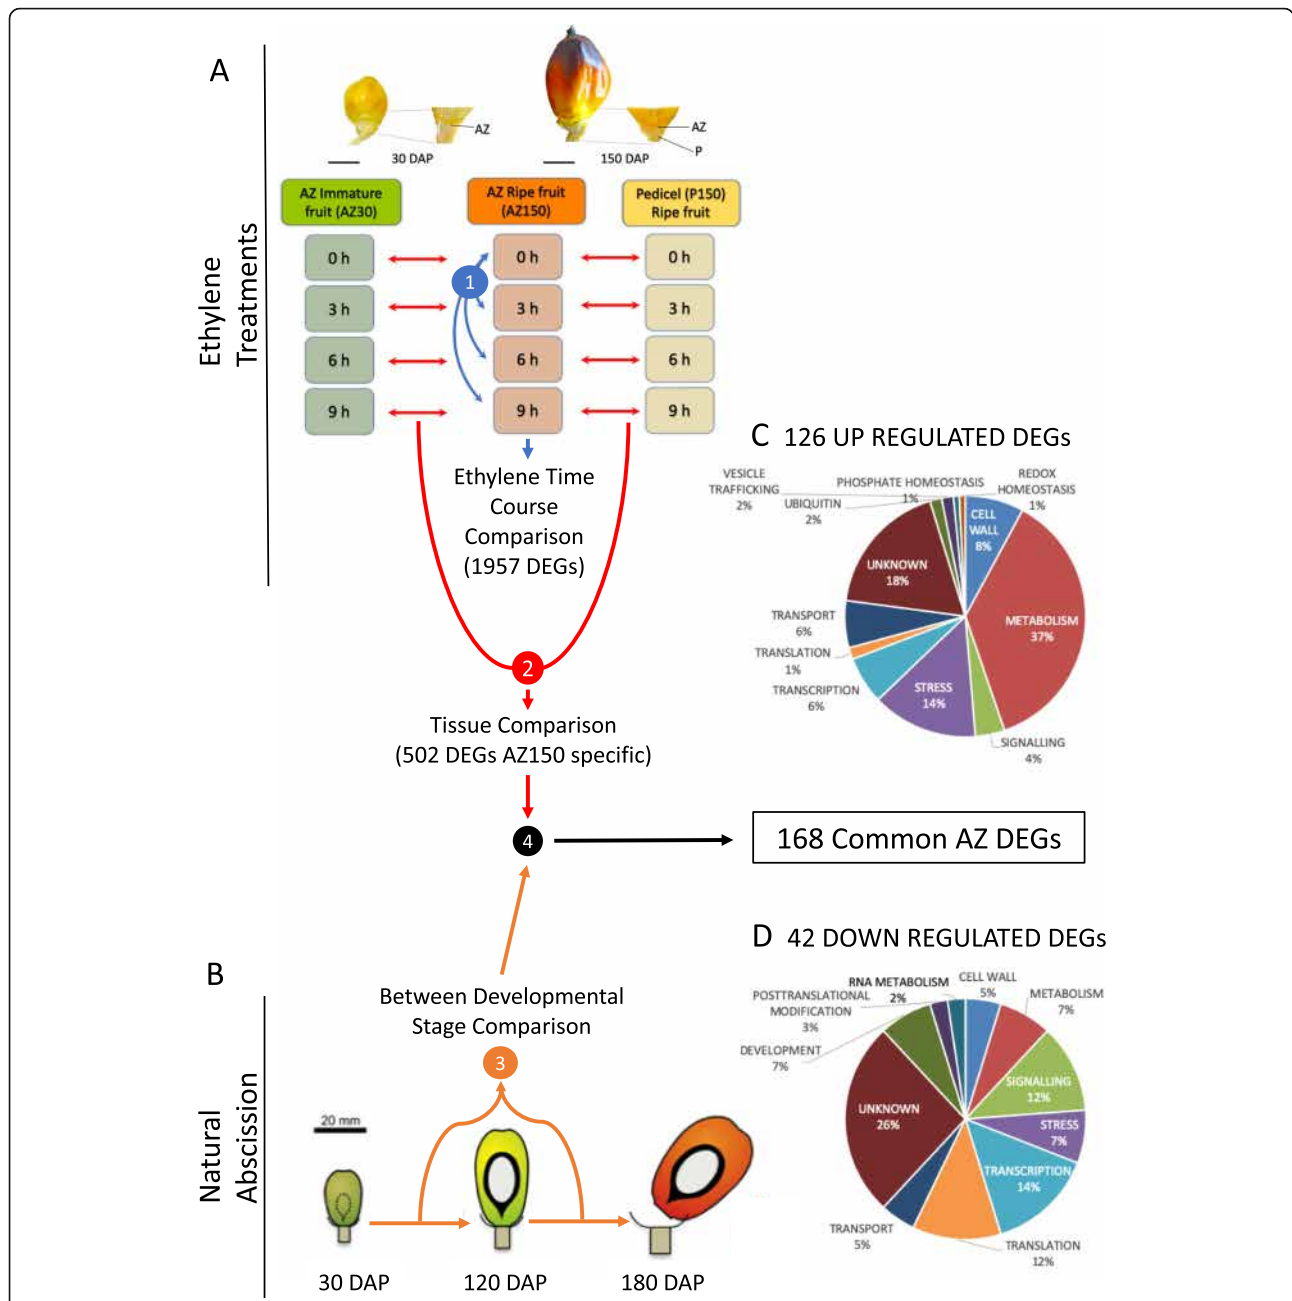 A
AZ
30 DAP
AZ
P
150 DAP
Ethylene
Treatments
AZ Immature
fruit (AZ30)
AZ Ripe fruit
(AZ150)
Pedicel (P150)
Ripe fruit
0 h
0 h
0 h
1
3 h
3 h
3 h
6 h
6 h
6 h
9 h
9 h
9 h
Ethylene Time
Course
Comparison
(1957 DEGs)
2
Tissue Comparison
(502 DEGs AZ150 specific)
4
168 Common AZ DEGs
C 126 UP REGULATED DEGs
VESICLE
TRAFFICKING
2%
UBIQUITIN
2%
PHOSPHATE HOMEOSTASIS
1%
REDOX
HOMEOSTASIS
1%
CELL
WALL
8%
UNKNOWN
18%
METABOLISM
37%
TRANSPORT
6%
TRANSLATION
1%
TRANSCRIPTION
6%
STRESS
14%
SIGNALLING
4%
B
Natural
Abscission
Between Developmental
Stage Comparison
3
20 mm
30 DAP
120 DAP
180 DAP
D 42 DOWN REGULATED DEGs
RNA METABOLISM
2%
CELL WALL
5%
POSTTRANSLATIONAL
MODIFICATION
3%
METABOLISM
7%
DEVELOPMENT
7%
SIGNALLING
12%
UNKNOWN
26%
STRESS
7%
TRANSCRIPTION
14%
TRANSPORT
5%
TRANSLATION
12%